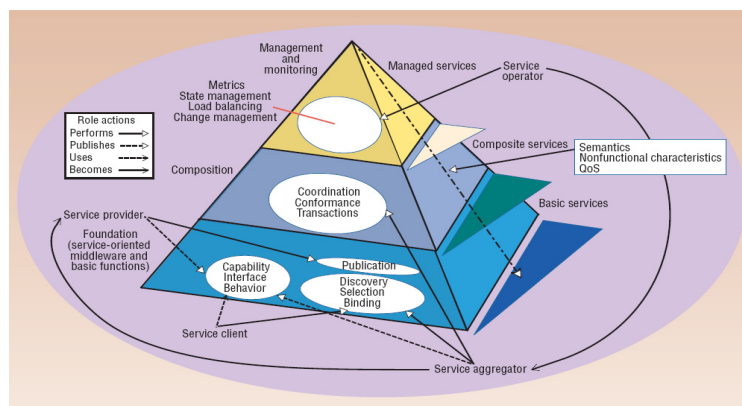 Management
and
monitoring
Managed services
Service
operator
Metrics
State management
Load balancing
Change management
Role actions
Performs
Publishes
Uses
Becomes
Composite services
Semantics
Nonfunctional characteristics
QoS
Composition
Coordination
Conformance
Transactions
Basic services
Service provider
Foundation
(service-oriented
middleware and
basic functions)
Capability
Interface
Behavior
Publication
Discovery
Selection
Binding
Service client
Service aggregator